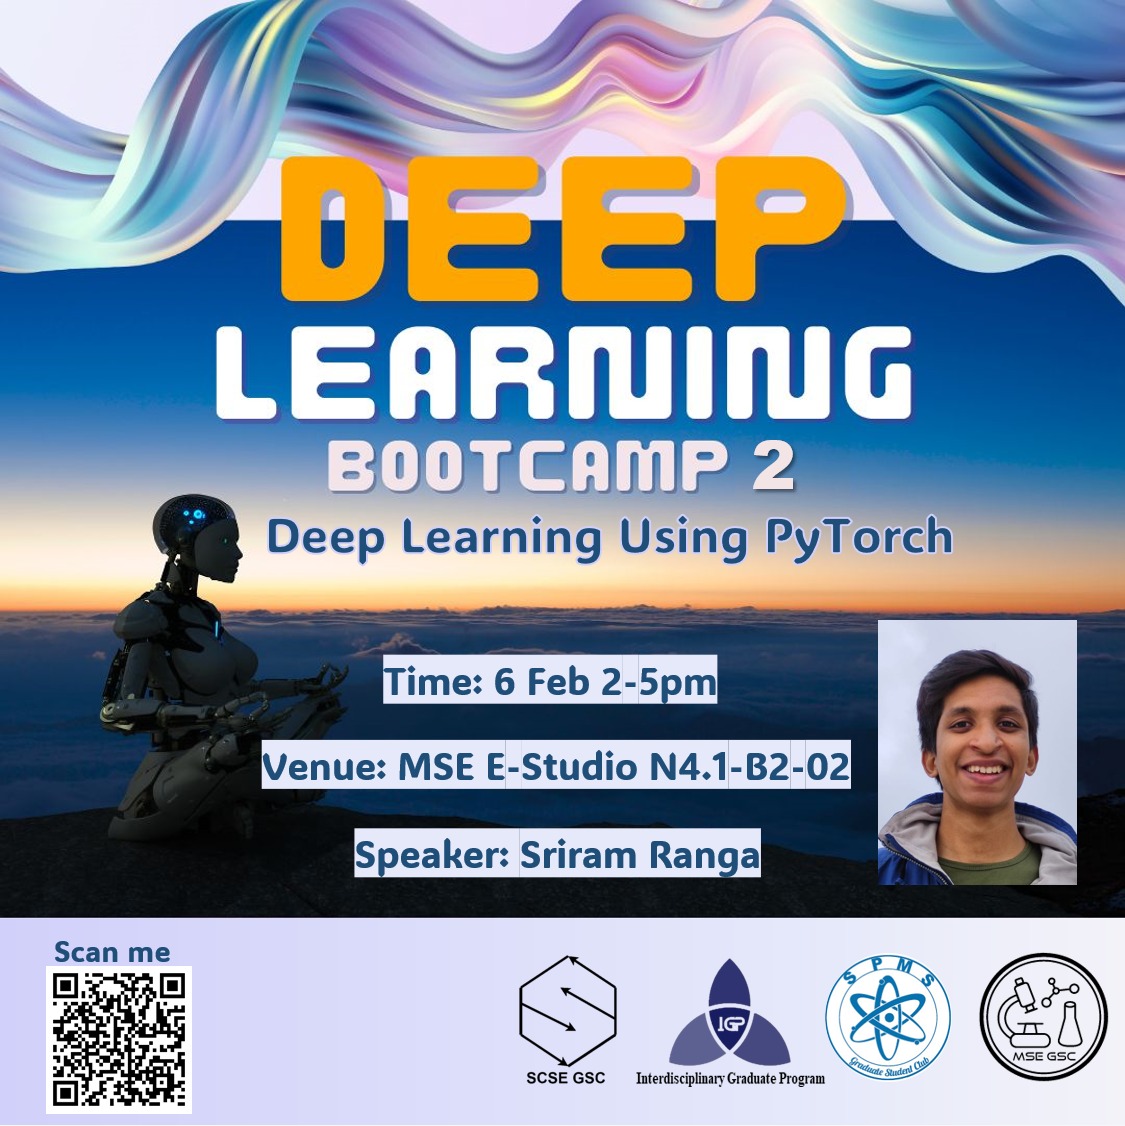 DEEP
LEARNING
BOOTCAMP 2
Deep Learning Using PyTorch
Time: 6 Feb 2-5pm
Venue: MSE E-Studio N4.1-B2-02
Speaker: Sriram Ranga
Scan me
SCSE GSC
IGP
Interdisciplinary Graduate Program
SPMS
Graduate Student Club
MSE GSC